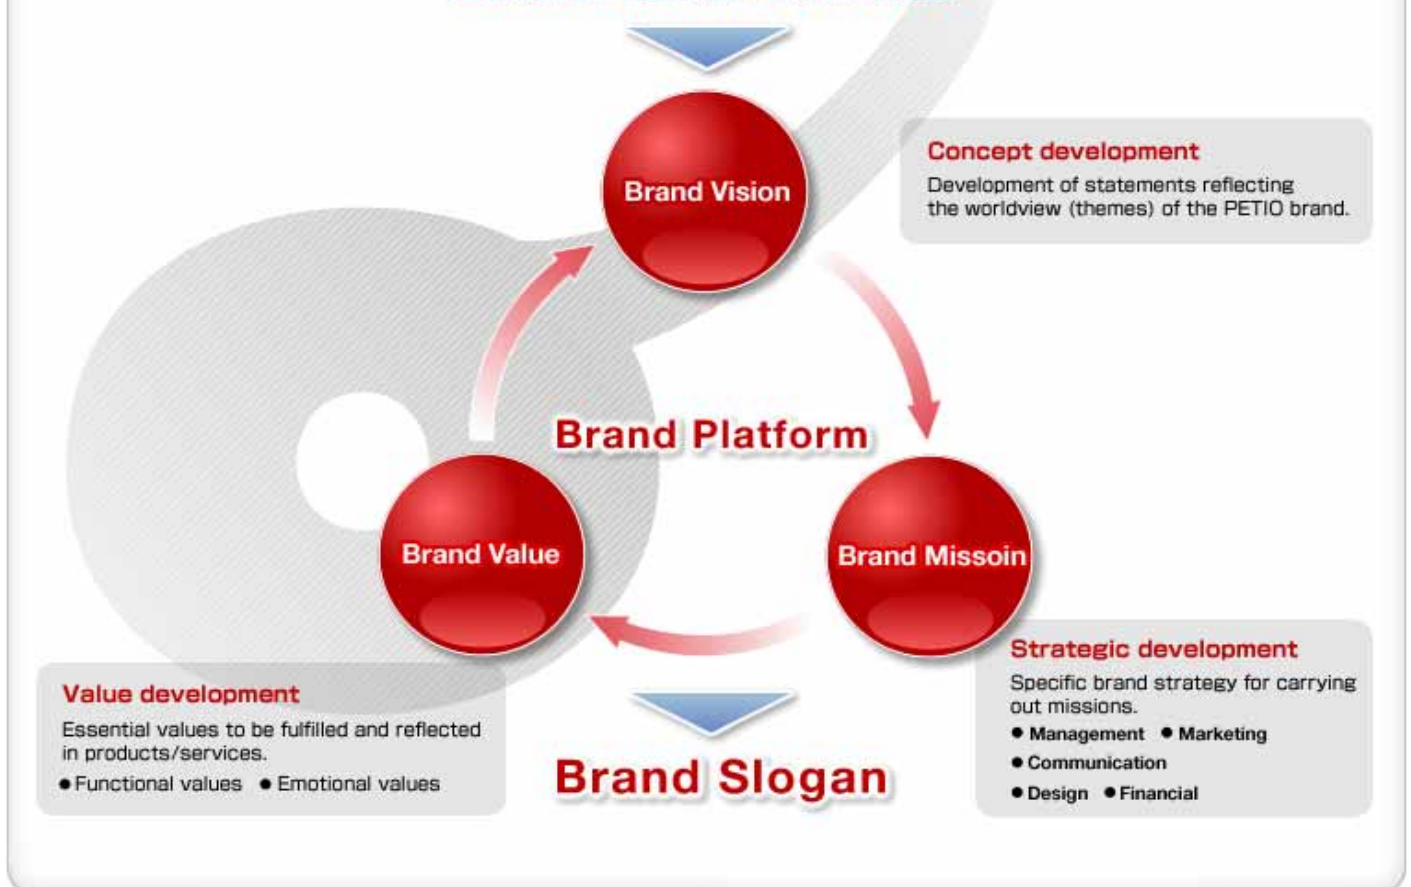 Brand Vision
Concept development
Development of statements reflecting
the worldview (themes) of the PETIO brand.
Brand Platform
Brand Value
Brand Missoin
Strategic development
Specific brand strategy for carrying
out missions.
● Management ● Marketing
● Communication
● Design ● Financial
Value development
Essential values to be fulfilled and reflected
in products/services.
● Functional values ● Emotional values
Brand Slogan